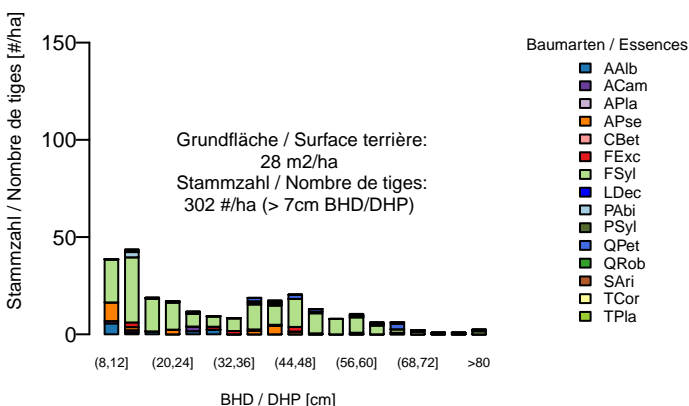 Stammzahl / Nombre de tiges [#/ha]
150
100
50
0
Grundfläche / Surface terrière:
28 m2/ha
Stammzahl / Nombre de tiges:
302 #/ha (> 7cm BHD/DHP)
(8,12]
(20,24]
(32,36]
(44,48]
(56,60]
(68,72]
>80
BHD / DHP [cm]
Baumarten / Essences
AAlb
ACam
APla
APse
CBet
FExc
FSyl
LDec
PAbi
PSyl
QPet
QRob
SAri
TCor
TPla